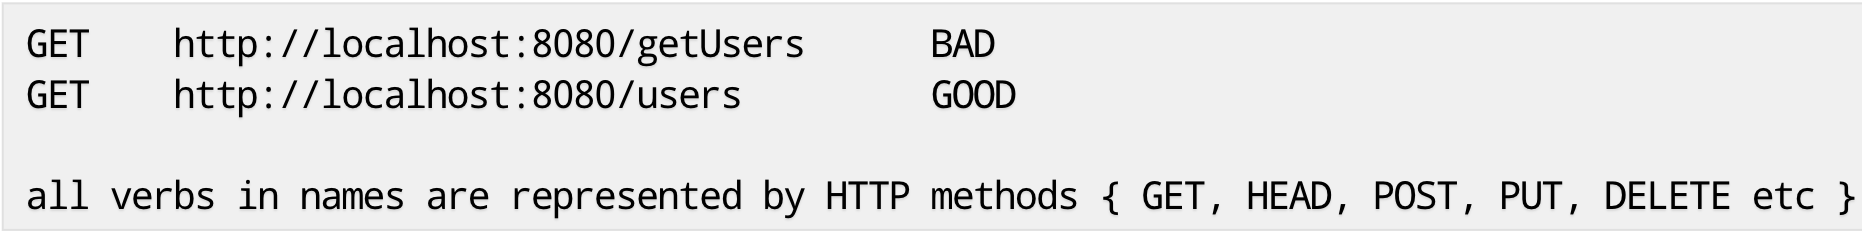 GET    http://localhost:8080/getUsers      BAD
GET    http://localhost:8080/users         GOOD
all verbs in names are represented by HTTP methods { GET, HEAD, POST, PUT, DELETE etc }